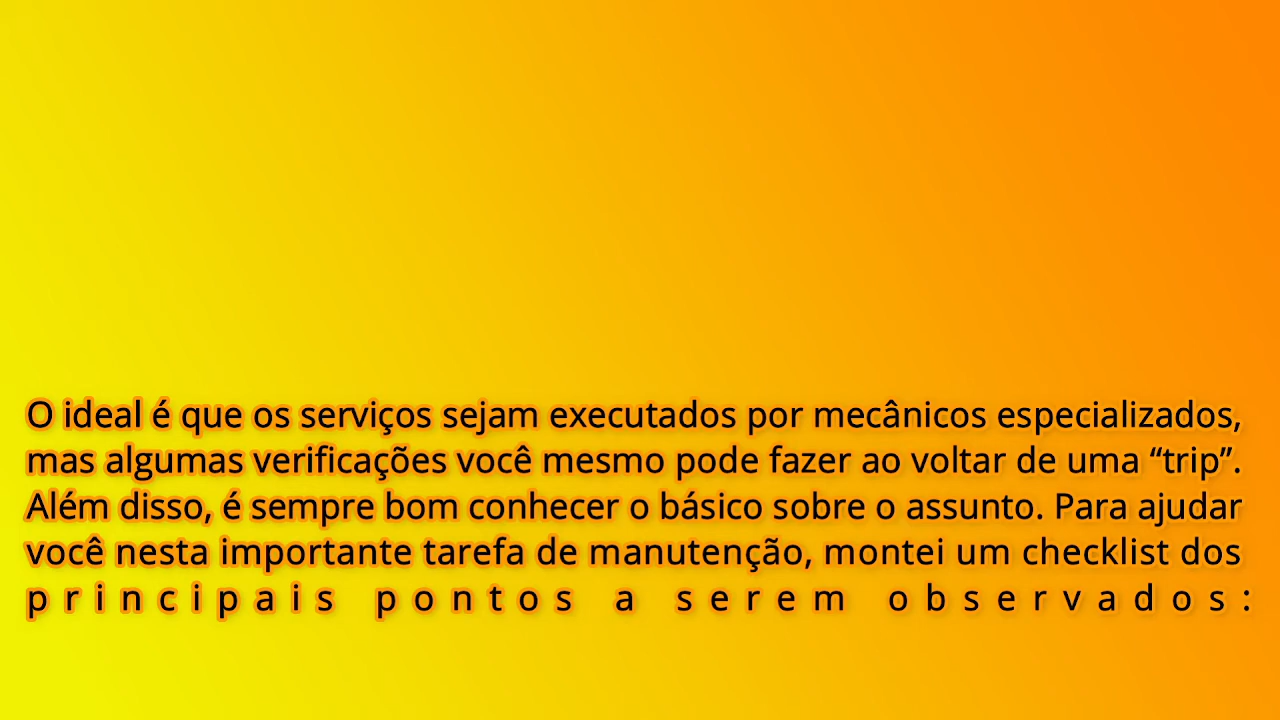 O ideal é que os serviços sejam executados por mecânicos especializados,
mas algumas verificações você mesmo pode fazer ao voltar de uma “trip”.
Além disso, é sempre bom conhecer o básico sobre o assunto. Para ajudar
você nesta importante tarefa de manutenção, montei um checklist dos
principais pontos a serem observados: